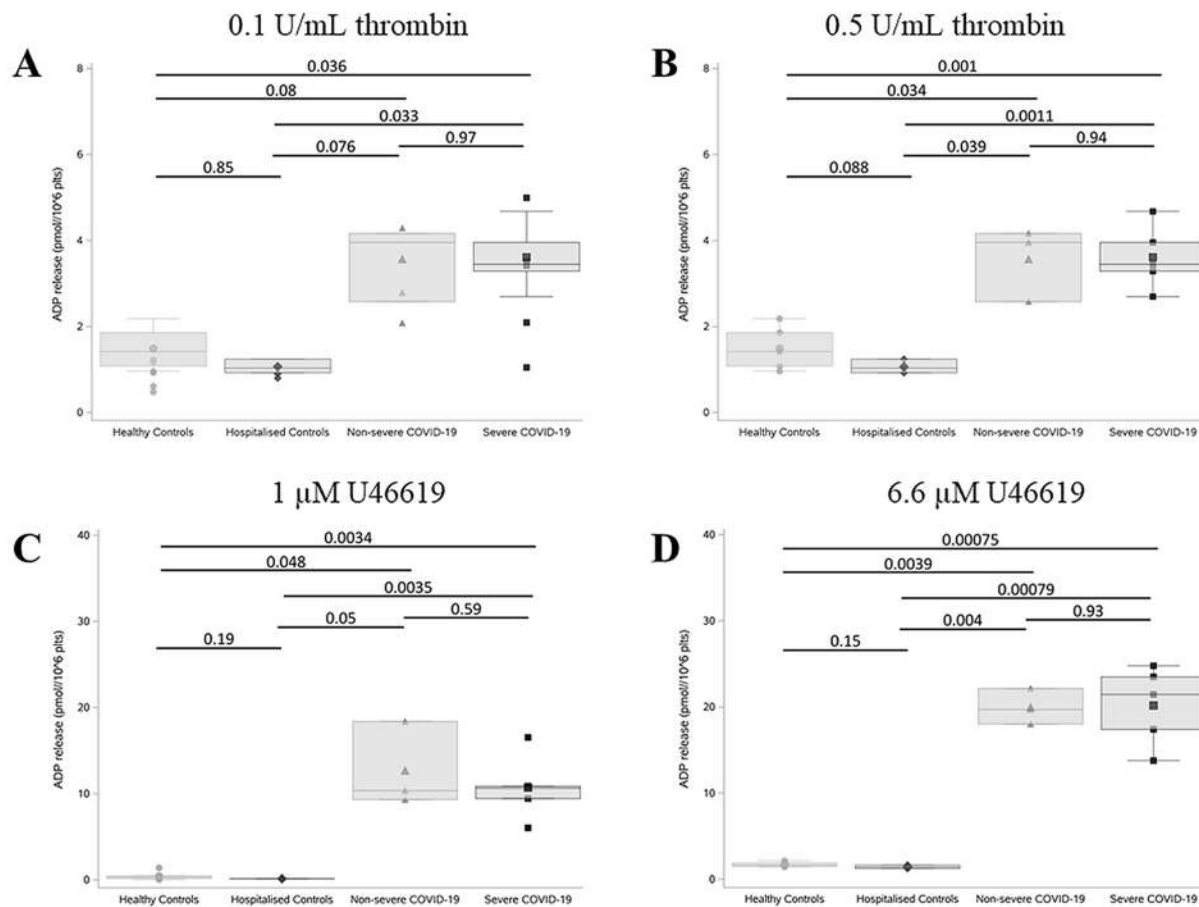 0.1 U/mL thrombin
A
8
6
4
2
0
ADP release (pmol//10^6 plts)
0.036
0.08
0.033
0.076
0.97
0.85
Healthy Controls
Hospitalised Controls
Non-severe COVID-19
Severe COVID-19
0.5 U/mL thrombin
B
8
6
4
2
0
ADP release (pmol//10^6 plts)
0.001
0.034
0.0011
0.039
0.94
0.088
Healthy Controls
Hospitalised Controls
Non-severe COVID-19
Severe COVID-19
1 µM U46619
C
40
30
20
10
0
ADP release (pmol//10^6 plts)
0.0034
0.048
0.0035
0.05
0.59
0.19
Healthy Controls
Hospitalised Controls
Non-severe COVID-19
Severe COVID-19
6.6 µM U46619
D
40
30
20
10
0
ADP release (pmol//10^6 plts)
0.00075
0.0039
0.00079
0.004
0.93
0.15
Healthy Controls
Hospitalised Controls
Non-severe COVID-19
Severe COVID-19